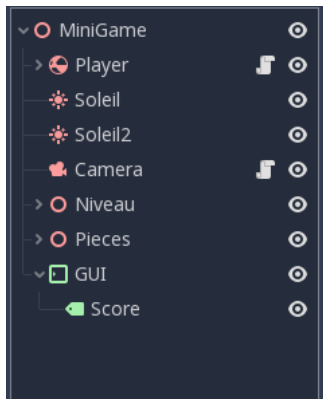 MiniGame
Player
Soleil
Soleil2
Camera
Niveau
Pieces
GUI
Score